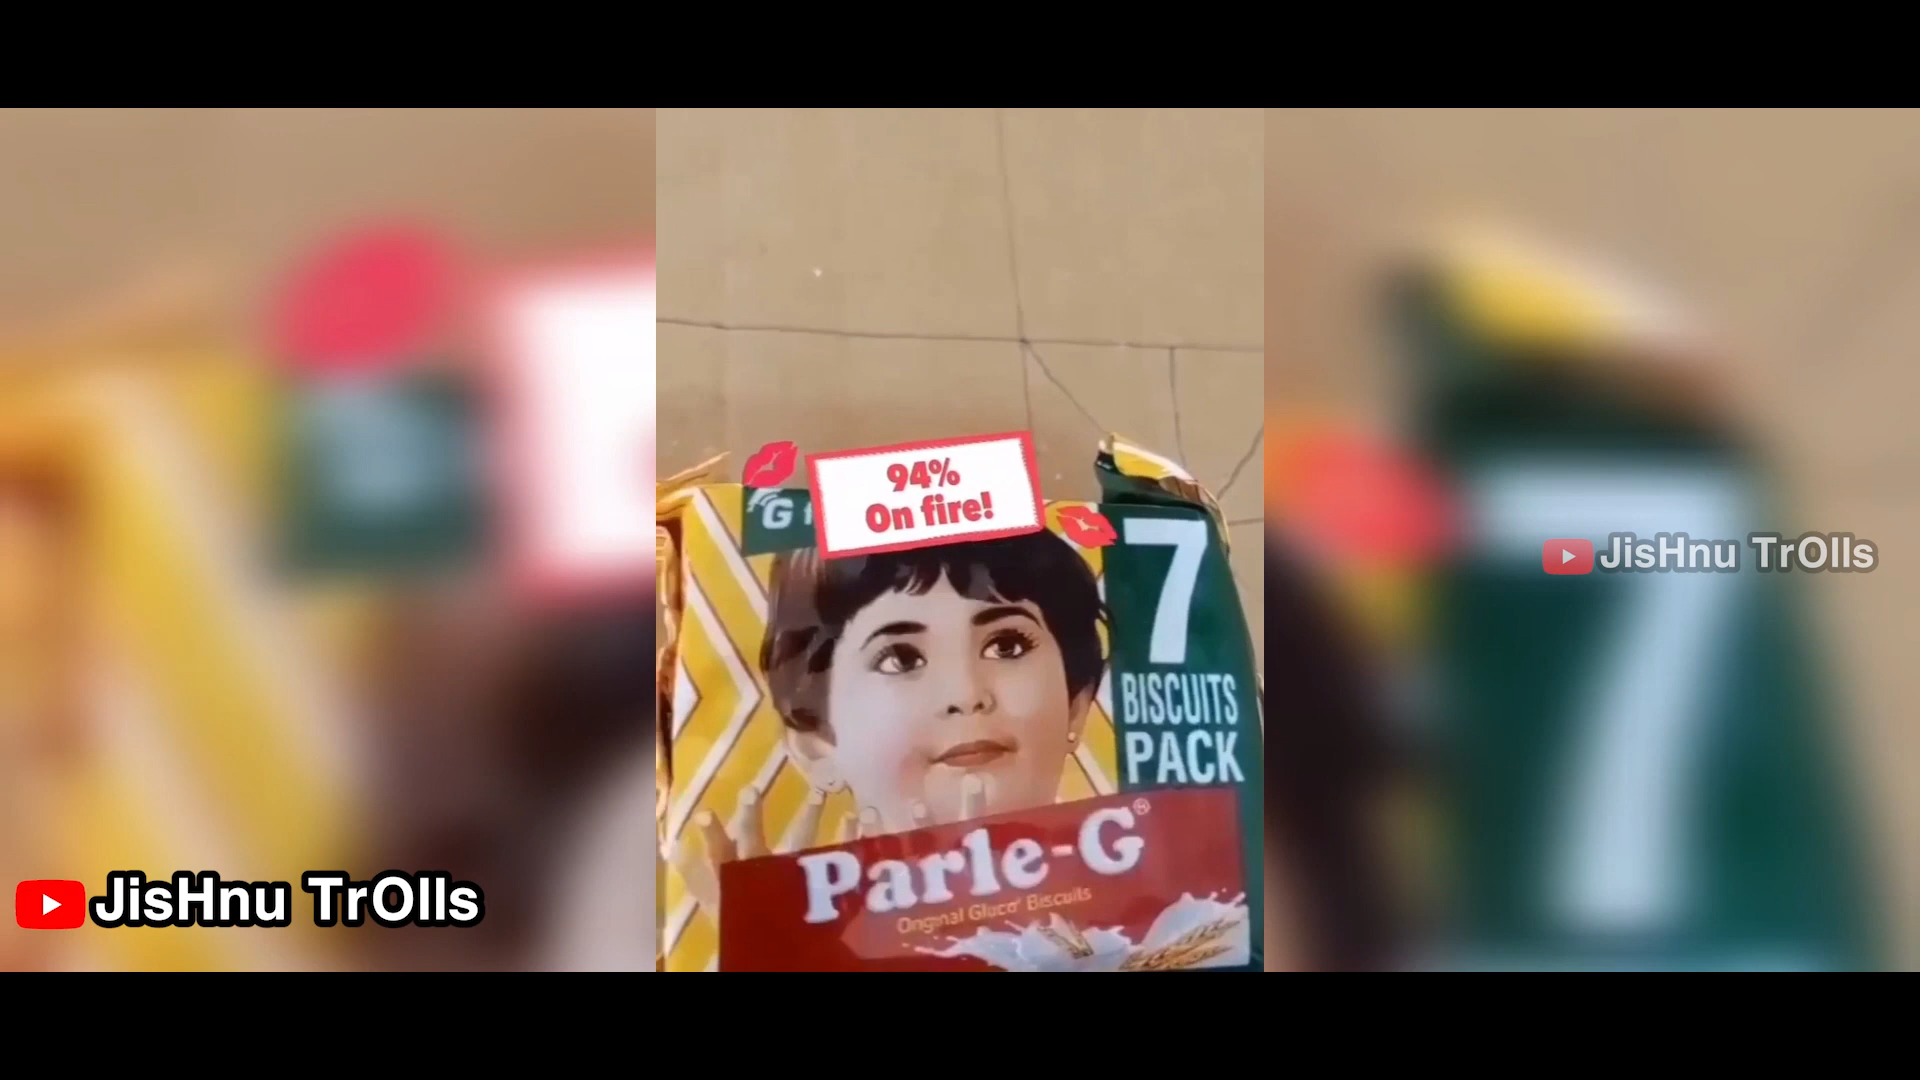 94%
On fire!
G
7
BISCUITS
PACK
Parle-G®
Original Gluco Biscuits
JisHnu TrOlls
JisHnu TrOlls